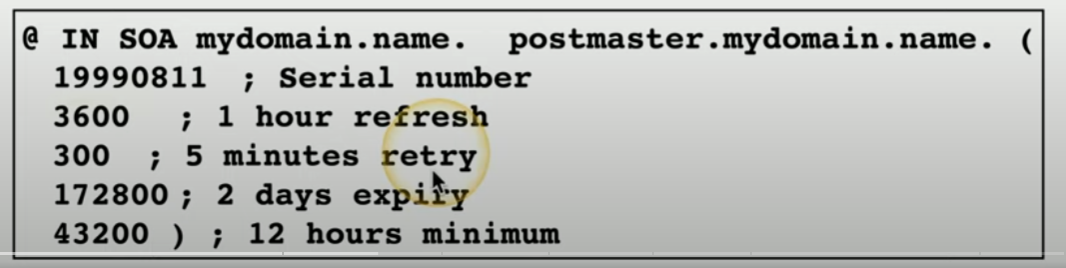 @ IN SOA mydomain.name.  postmaster.mydomain.name. (
19990811  ; Serial number
3600   ; 1 hour refresh
300  ; 5 minutes retry
172800 ; 2 days expiry
43200 ) ; 12 hours minimum